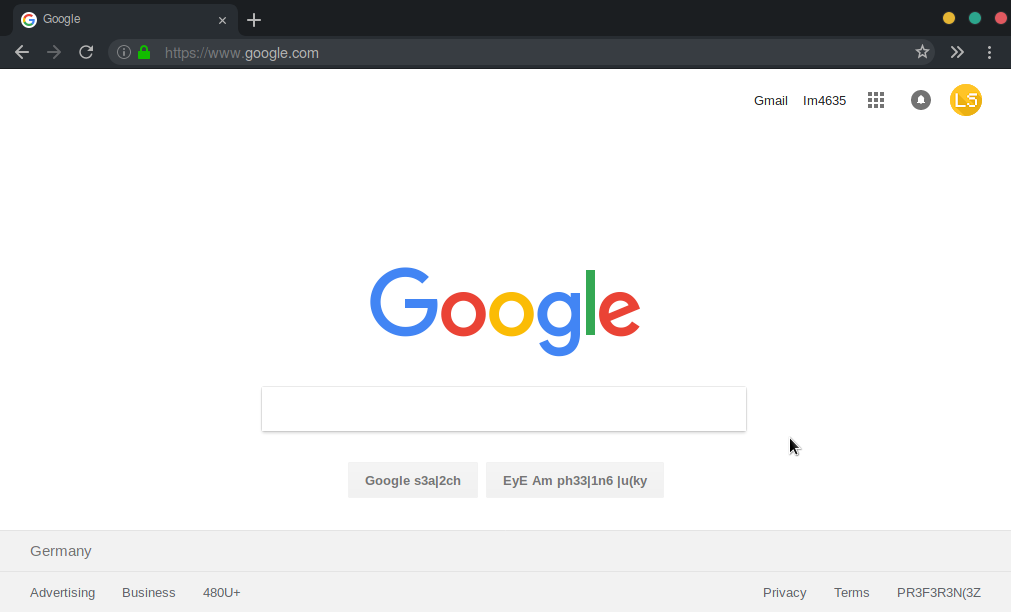 Google
https://www.google.com
Gmail Im4635
LS
Google
Google s3a|2ch EyE Am ph33|1n6 |u(ky
Germany
Advertising Business 480U+ Privacy Terms PR3F3R3N(3Z